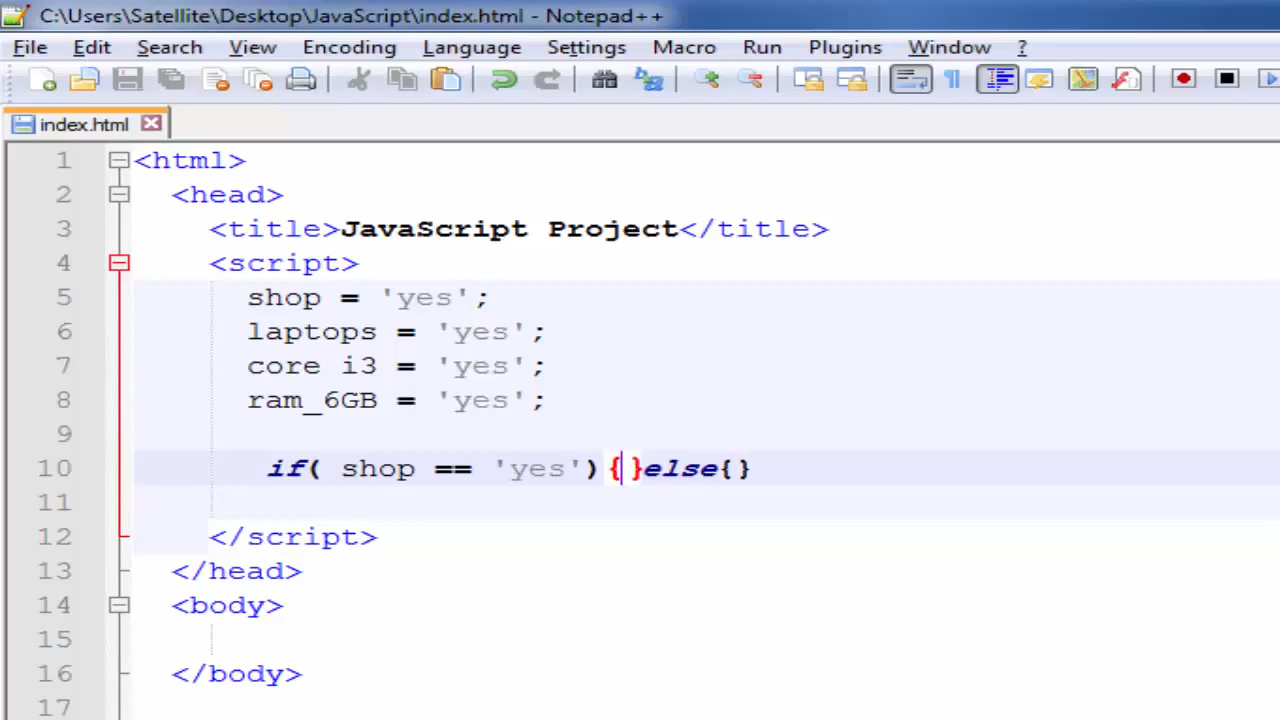 C:\Users\Satellite\Desktop\JavaScript\index.html - Notepad++
File Edit Search View Encoding Language Settings Macro Run Plugins Window ?
index.html
1 <html>
2 <head>
3 <title>JavaScript Project</title>
4 <script>
5 shop = 'yes';
6 laptops = 'yes';
7 core i3 = 'yes';
8 ram_6GB = 'yes';
9
10 if( shop == 'yes'){ }else{}
11
12 </script>
13 </head>
14 <body>
15
16 </body>
17